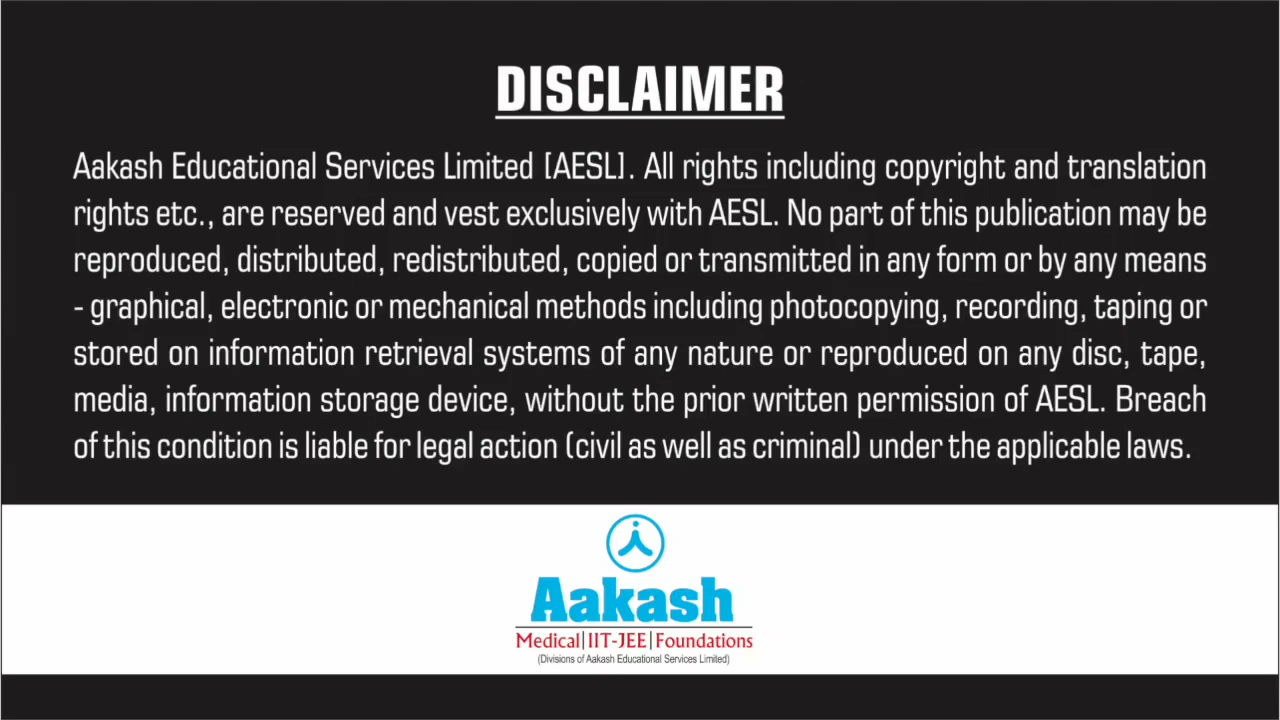 DISCLAIMER
Aakash Educational Services Limited [AESL]. All rights including copyright and translation
rights etc., are reserved and vest exclusively with AESL. No part of this publication may be
reproduced, distributed, redistributed, copied or transmitted in any form or by any means
- graphical, electronic or mechanical methods including photocopying, recording, taping or
stored on information retrieval systems of any nature or reproduced on any disc, tape,
media, information storage device, without the prior written permission of AESL. Breach
of this condition is liable for legal action (civil as well as criminal) under the applicable laws.
Aakash
Medical|IIT-JEE|Foundations
(Divisions of Aakash Educational Services Limited)